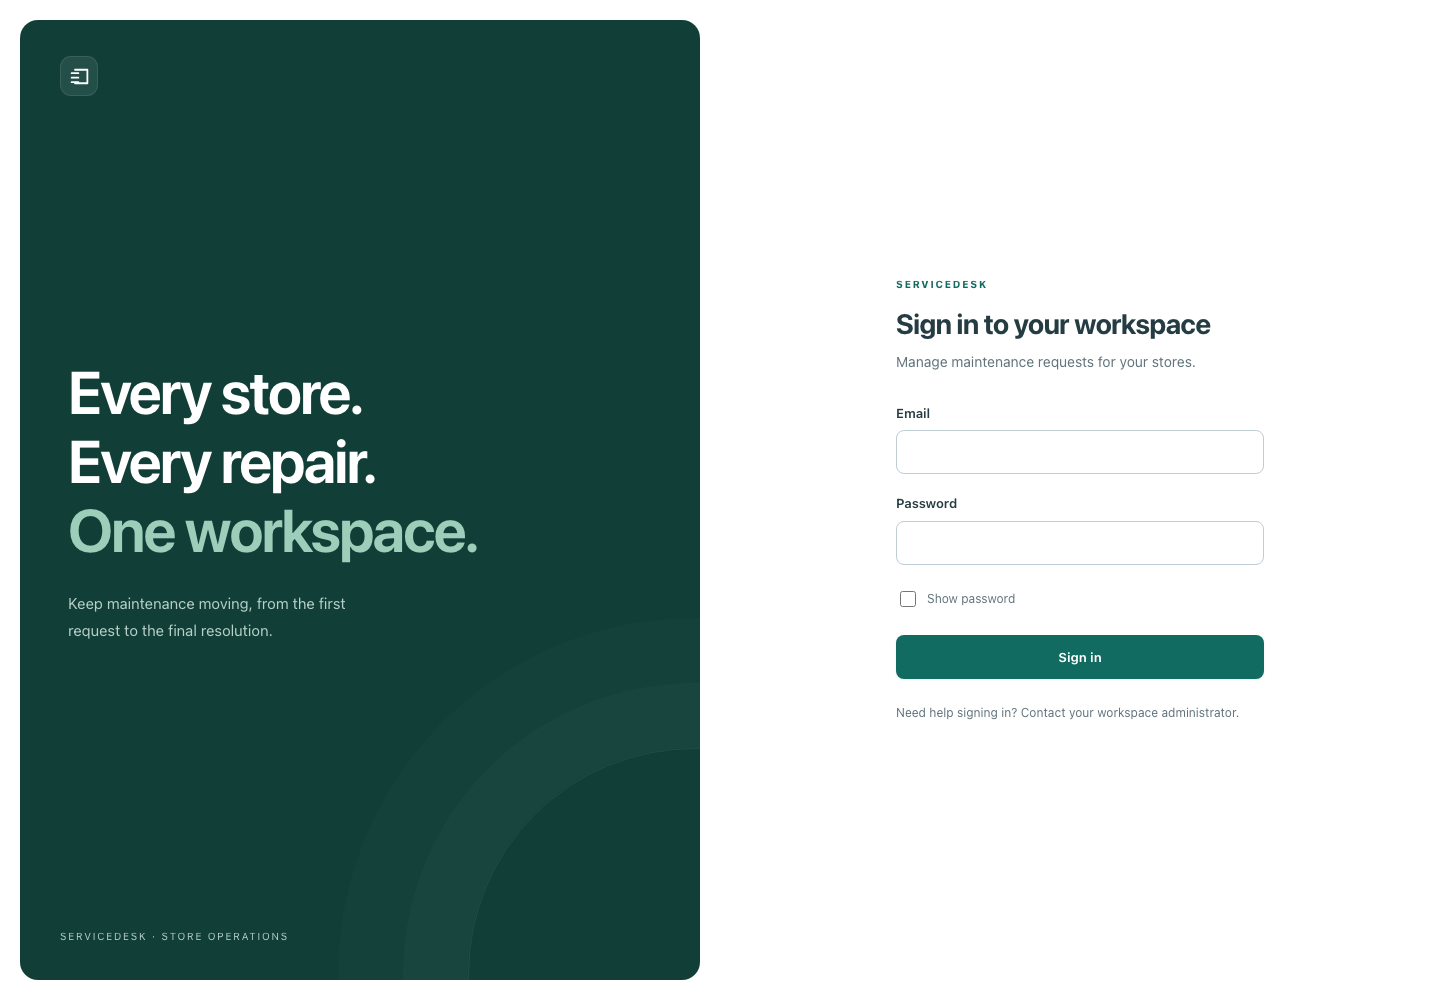 Every store.
Every repair.
One workspace.
Keep maintenance moving, from the first
request to the final resolution.
SERVICEDESK · STORE OPERATIONS
SERVICEDESK
Sign in to your workspace
Manage maintenance requests for your stores.
Email
Password
Show password
Sign in
Need help signing in? Contact your workspace administrator.